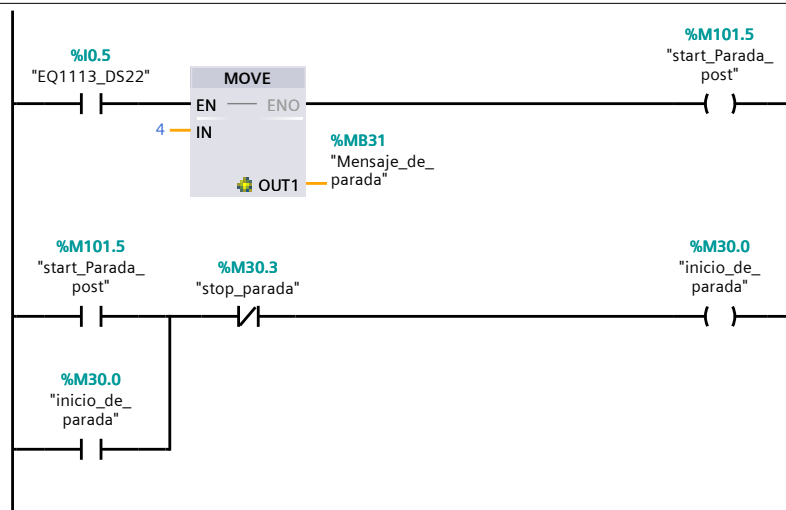 %I0.5
"EQ1113_DS22"
MOVE
EN
ENO
4
IN
OUT1
%MB31
"Mensaje_de_
parada"
%M101.5
"start_Parada_
post"
%M101.5
"start_Parada_
post"
%M30.3
"stop_parada"
%M30.0
"inicio_de_
parada"
%M30.0
"inicio_de_
parada"